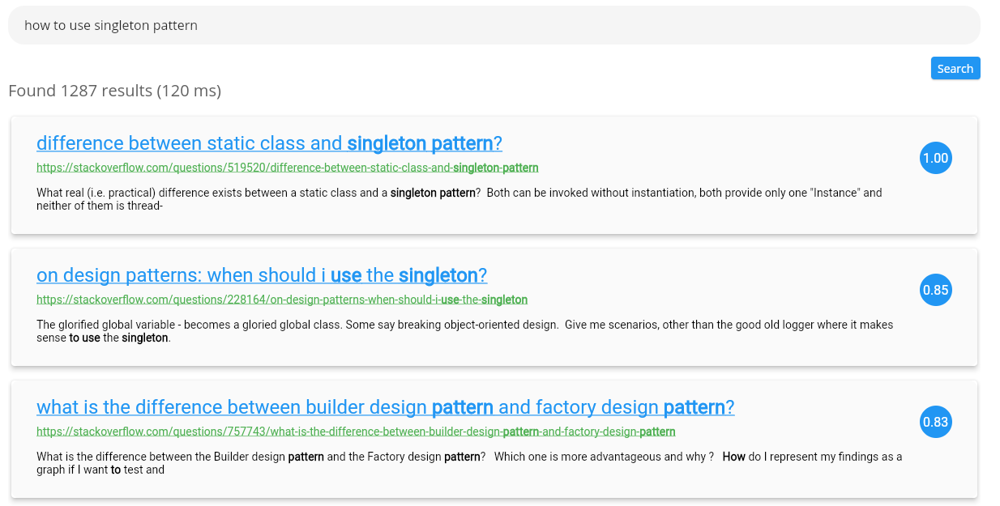 how to use singleton pattern
Search
Found 1287 results (120 ms)
difference between static class and singleton pattern?
https://stackoverflow.com/questions/519520/difference-between-static-class-and-singleton-pattern
1.00
What real (i.e. practical) difference exists between a static class and a singleton pattern?  Both can be invoked without instantiation, both provide only one "Instance" and
neither of them is thread-
on design patterns: when should i use the singleton?
https://stackoverflow.com/questions/228164/on-design-patterns-when-should-i-use-the-singleton
0.85
The glorified global variable - becomes a gloried global class. Some say breaking object-oriented design.  Give me scenarios, other than the good old logger where it makes
sense to use the singleton.
what is the difference between builder design pattern and factory design pattern?
https://stackoverflow.com/questions/757743/what-is-the-difference-between-builder-design-pattern-and-factory-design-pattern
0.83
What is the difference between the Builder design pattern and the Factory design pattern?   Which one is more advantageous and why ?   How do I represent my findings as a
graph if I want to test and